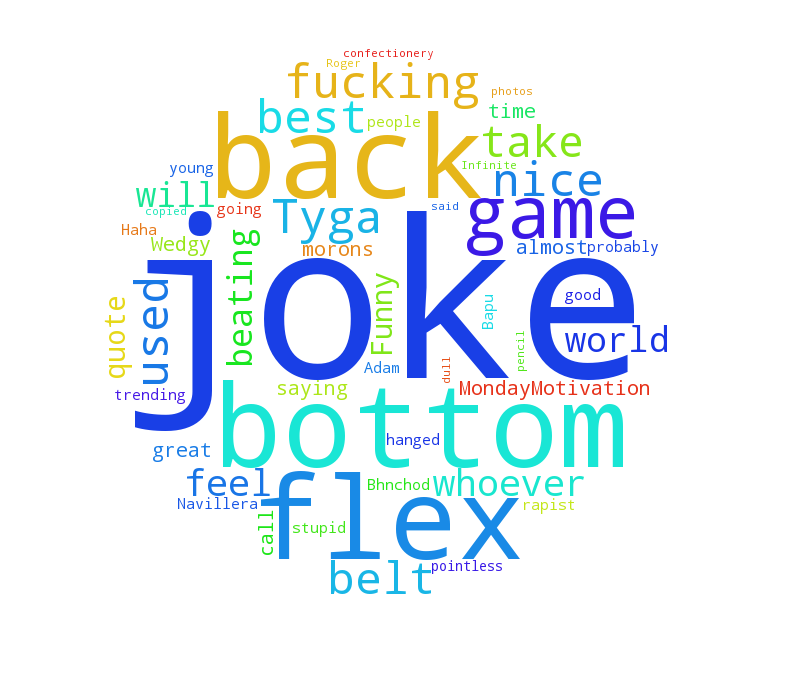 confectionery
Roger
fucking
photos
best
people
time
back
take
Infinite
young
nice
will
said
copied
going
Tyga
game
Haha
Wedgy
morons
almost
probably
joke
beating
Funny
good
used
Bapu
quote
world
pencil
Adam
dull
trending
saying
MondayMotivation
bottom
hanged
great
feel
Bhnchod
whoever
Navillera
flex
rapist
call
stupid
belt
pointless